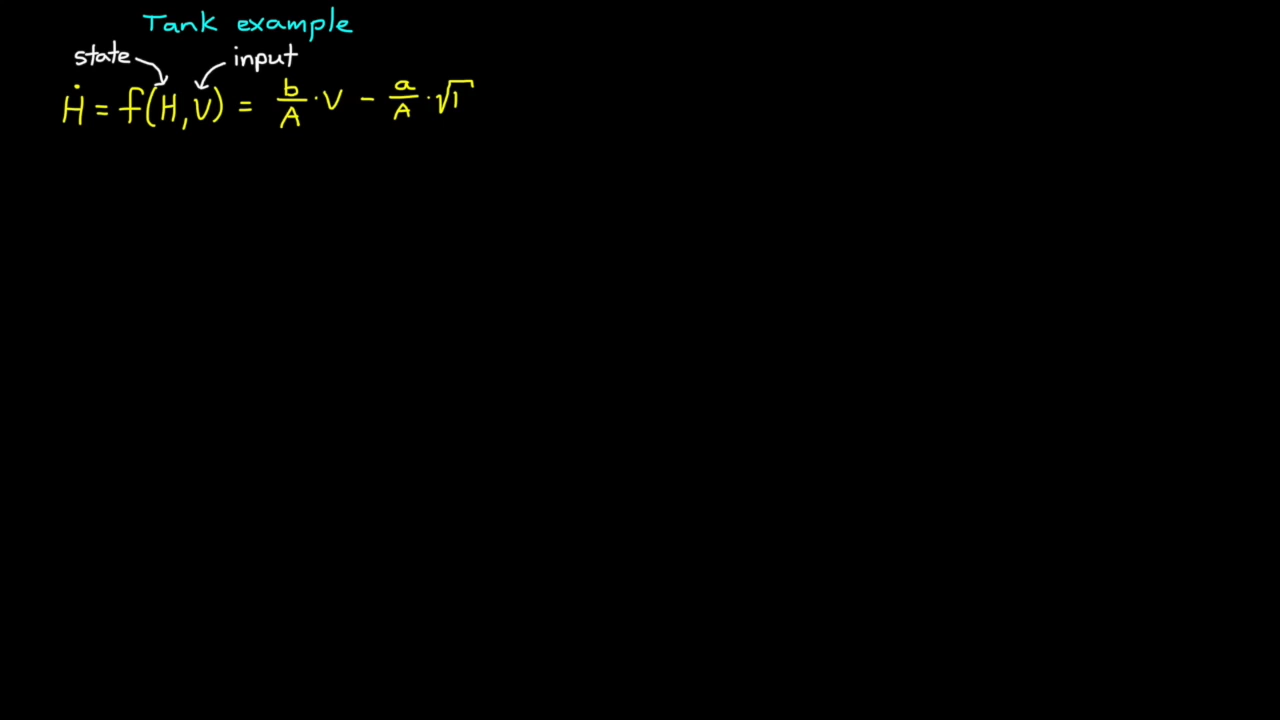 Tank example
state input
Ḣ = f(H, V) = b/A · V − a/A · √